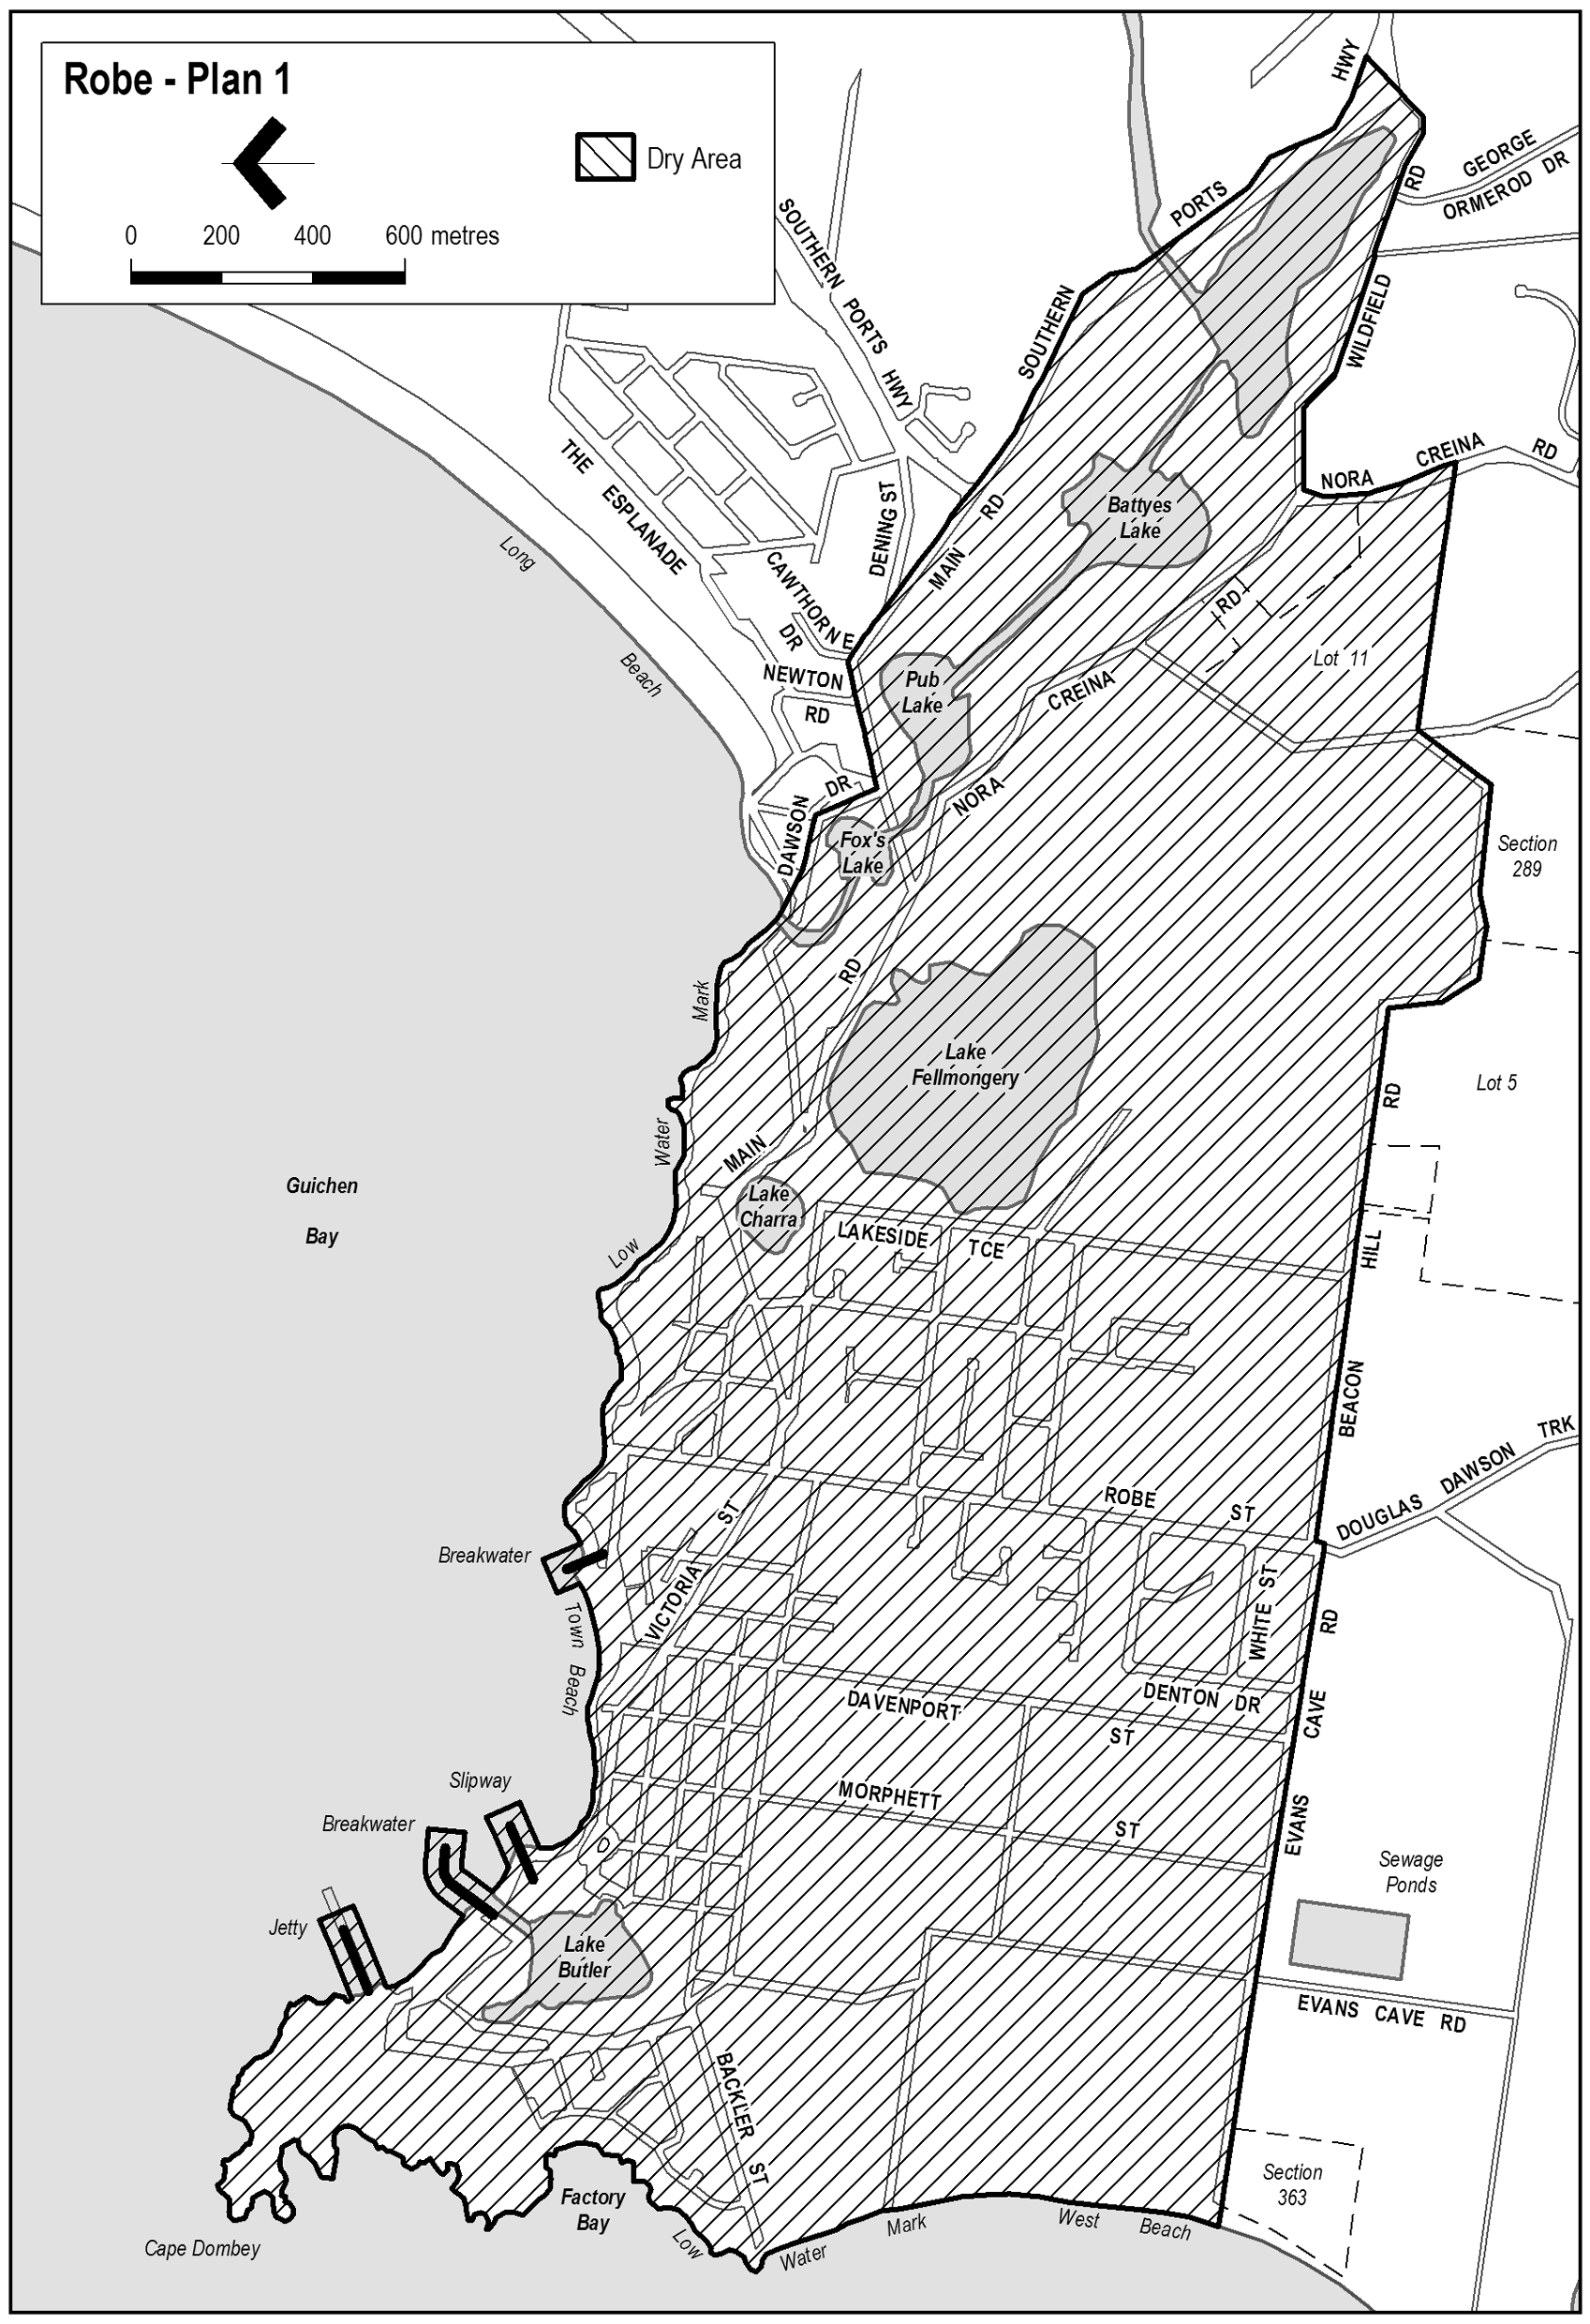 Robe - Plan 1
Dry Area
0 200 400 600 metres
HWY
GEORGE
ORMEROD DR
RD
PORTS
SOUTHERN PORTS HWY
SOUTHERN
WILDFIELD
NORA CREINA RD
THE ESPLANADE
Long
Beach
DENING ST
MAIN RD
Battyes
Lake
CAWTHORNE
DR
RD
Lot 11
NEWTON
RD
Pub
Lake
CREINA
NORA
DAWSON DR
Fox's
Lake
Section
289
RD
Mark
Lake
Fellmongery
Lot 5
RD
Water
MAIN
Guichen
Bay
Lake
Charra
Low
LAKESIDE TCE
HILL
BEACON
DOUGLAS DAWSON TRK
ROBE ST
ST
VICTORIA
Breakwater
Town Beach
WHITE ST
RD
DENTON DR
DAVENPORT
ST
CAVE
MORPHETT
ST
EVANS
Slipway
Breakwater
Sewage
Ponds
Jetty
Lake
Butler
EVANS CAVE RD
BACKLER ST
Section
363
Factory
Bay
Cape Dombey
Low
Water
Mark
West
Beach